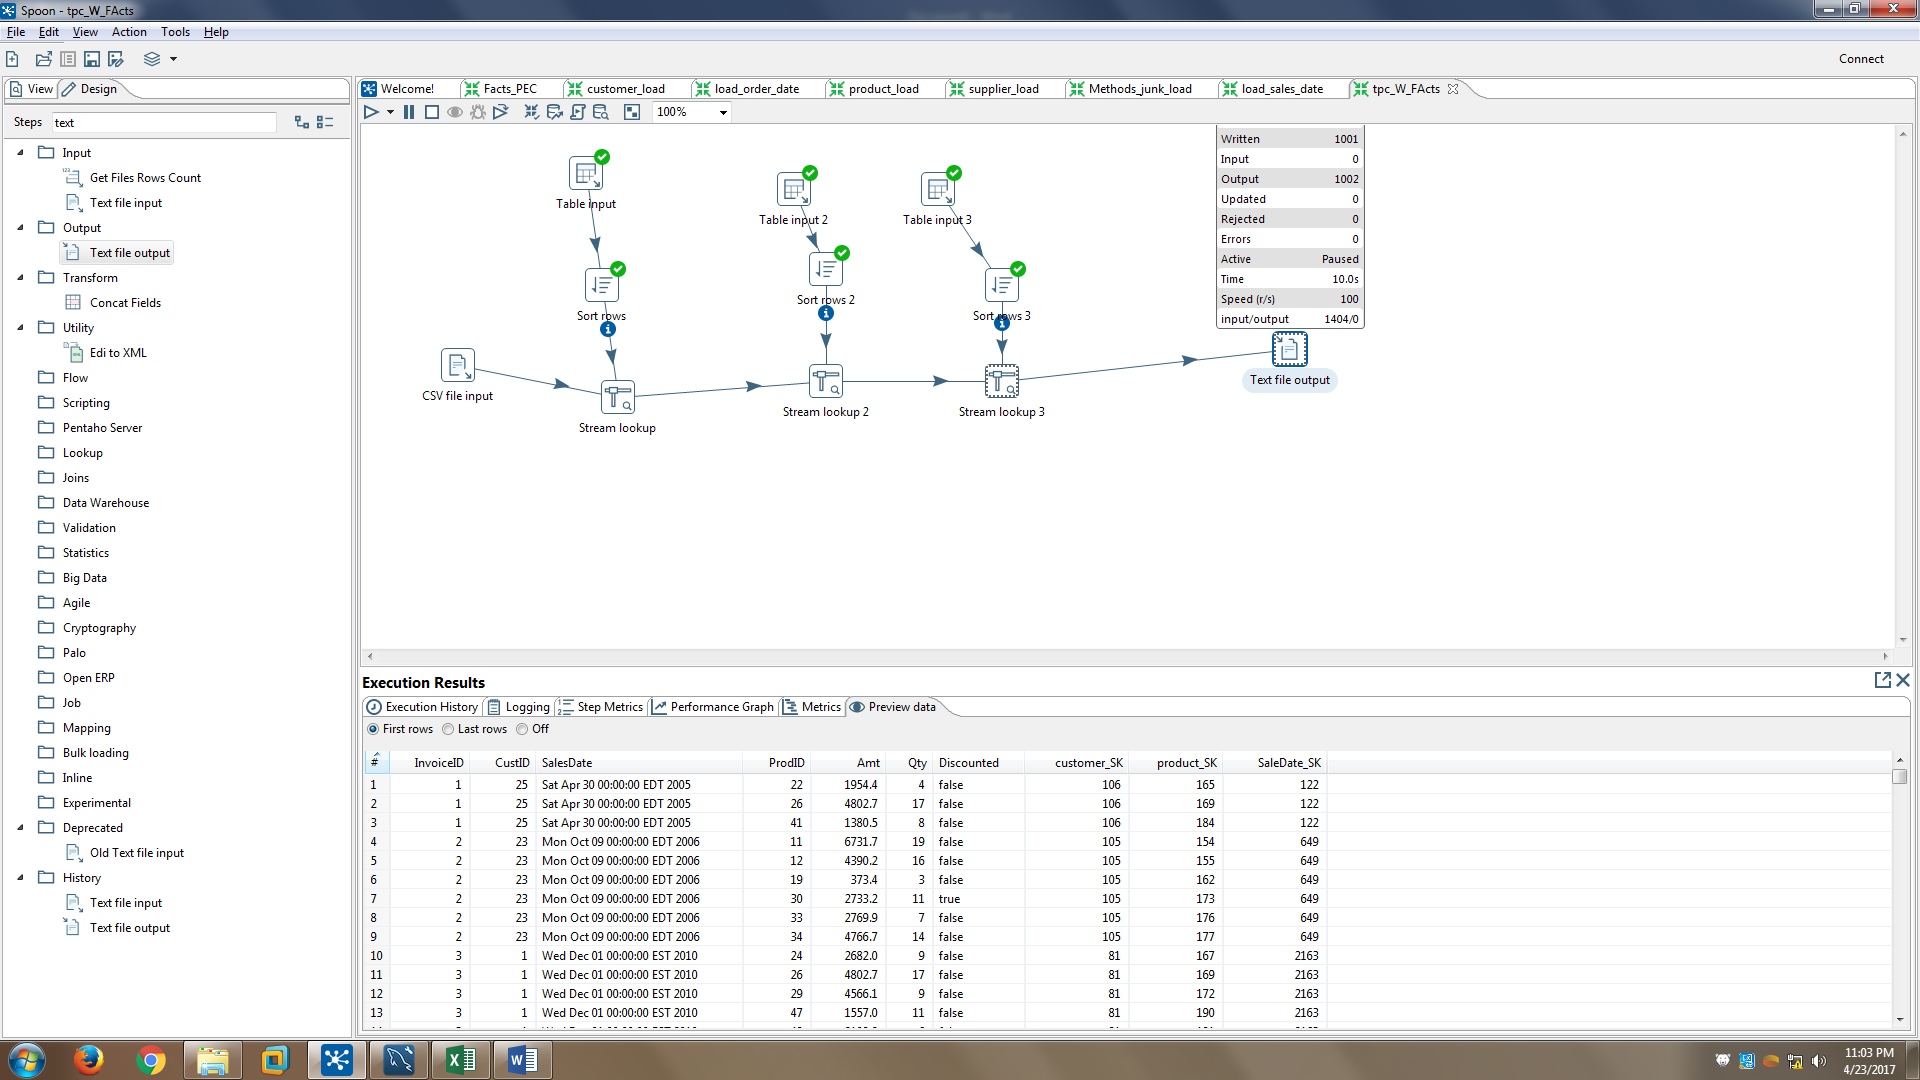 Spoon - tpc_W_FActs
File Edit View Action Tools Help
Connect
View Design
Steps text
Input
Get Files Rows Count
Text file input
Output
Text file output
Transform
Concat Fields
Utility
Edi to XML
Flow
Scripting
Pentaho Server
Lookup
Joins
Data Warehouse
Validation
Statistics
Big Data
Agile
Cryptography
Palo
Open ERP
Job
Mapping
Bulk loading
Inline
Experimental
Deprecated
Old Text file input
History
Text file input
Text file output
Welcome! Facts_PEC customer_load load_order_date product_load supplier_load Methods_junk_load load_sales_date tpc_W_FActs
100%
Table input
Table input 2
Table input 3
Sort rows
Sort rows 2
Sort rows 3
CSV file input
Stream lookup
Stream lookup 2
Stream lookup 3
Written 1001
Input 0
Output 1002
Updated 0
Rejected 0
Errors 0
Active Paused
Time 10.0s
Speed (r/s) 100
input/output 1404/0
Text file output
Execution Results
Execution History Logging Step Metrics Performance Graph Metrics Preview data
First rows Last rows Off
# InvoiceID CustID SalesDate ProdID Amt Qty Discounted customer_SK product_SK SaleDate_SK
1 1 25 Sat Apr 30 00:00:00 EDT 2005 22 1954.4 4 false 106 165 122
2 1 25 Sat Apr 30 00:00:00 EDT 2005 26 4802.7 17 false 106 169 122
3 1 25 Sat Apr 30 00:00:00 EDT 2005 41 1380.5 8 false 106 184 122
4 2 23 Mon Oct 09 00:00:00 EDT 2006 11 6731.7 19 false 105 154 649
5 2 23 Mon Oct 09 00:00:00 EDT 2006 12 4390.2 16 false 105 155 649
6 2 23 Mon Oct 09 00:00:00 EDT 2006 19 373.4 3 false 105 162 649
7 2 23 Mon Oct 09 00:00:00 EDT 2006 30 2733.2 11 true 105 173 649
8 2 23 Mon Oct 09 00:00:00 EDT 2006 33 2769.9 7 false 105 176 649
9 2 23 Mon Oct 09 00:00:00 EDT 2006 34 4766.7 14 false 105 177 649
10 3 1 Wed Dec 01 00:00:00 EST 2010 24 2682.0 9 false 81 167 2163
11 3 1 Wed Dec 01 00:00:00 EST 2010 26 4802.7 17 false 81 169 2163
12 3 1 Wed Dec 01 00:00:00 EST 2010 29 4566.1 9 false 81 172 2163
13 3 1 Wed Dec 01 00:00:00 EST 2010 47 1557.0 11 false 81 190 2163
11:03 PM
4/23/2017